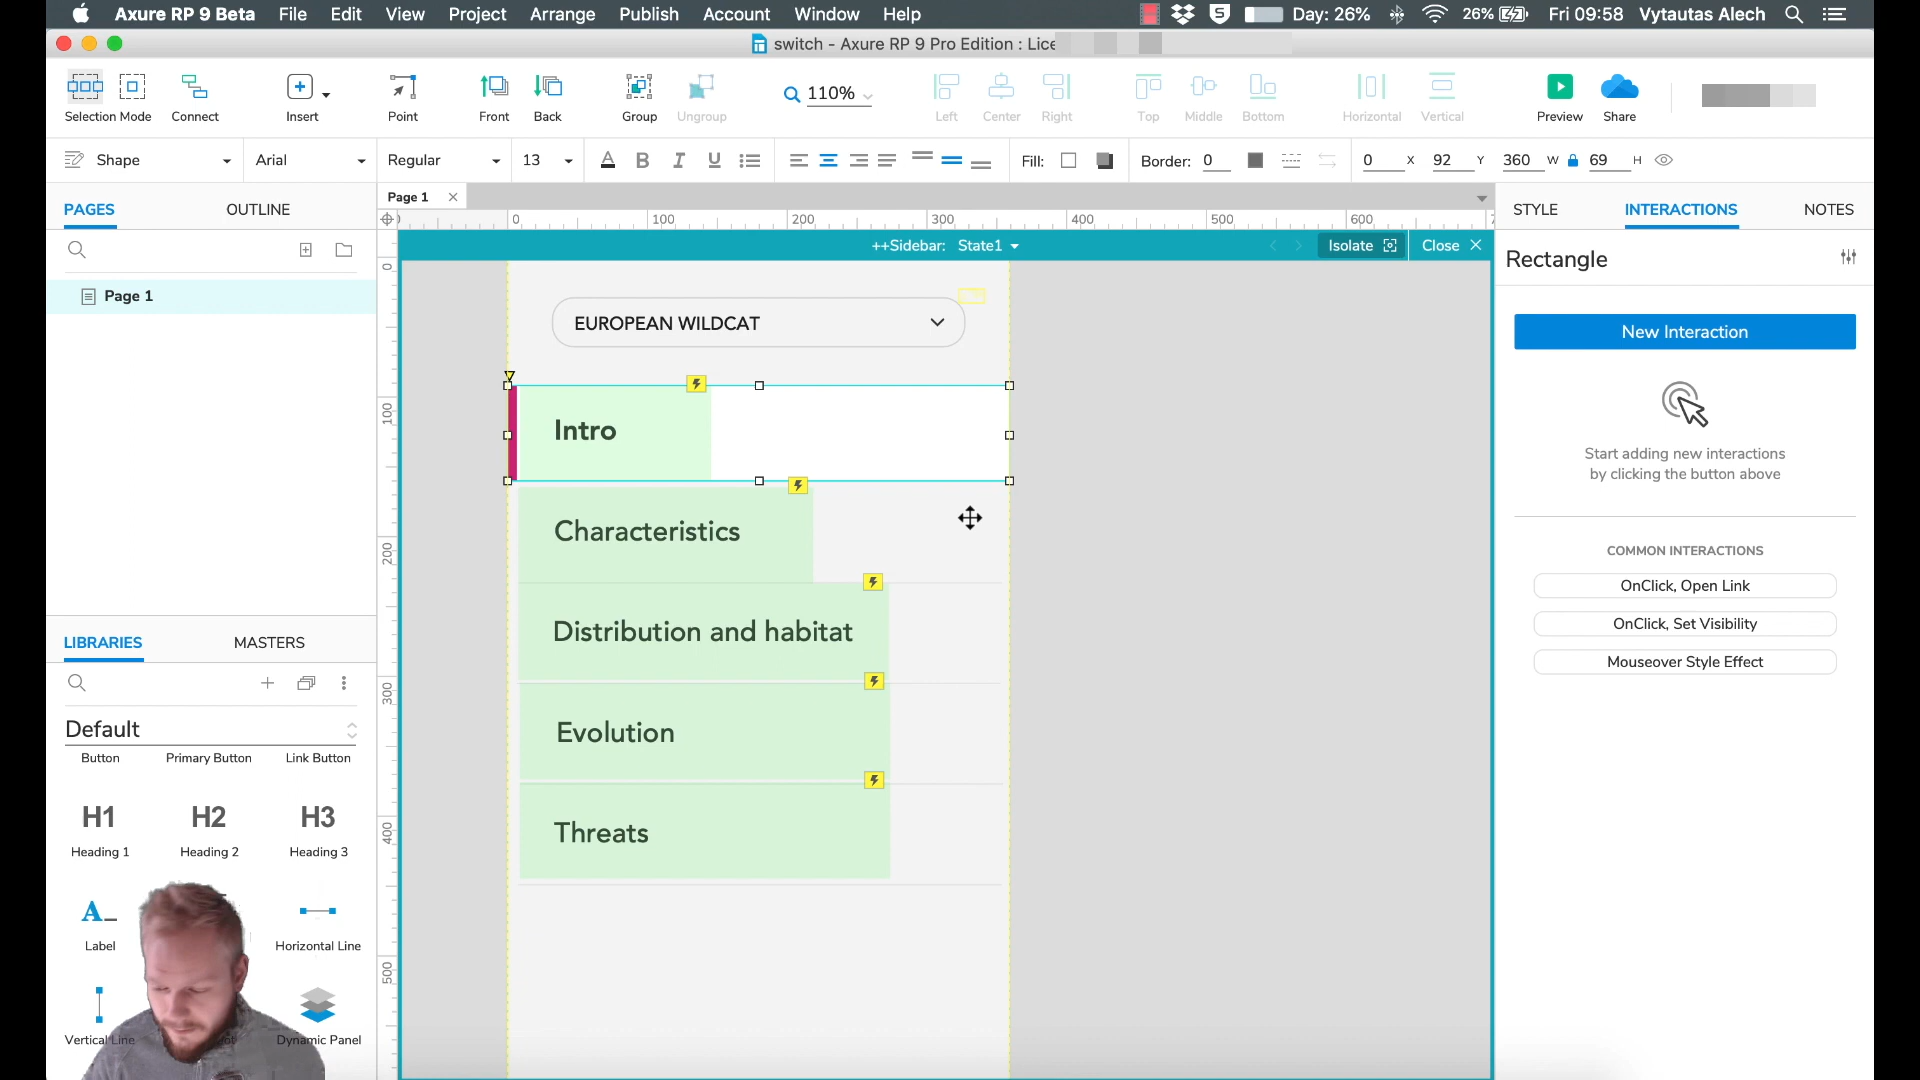 Axure RP 9 Beta File Edit View Project Arrange Publish Account Window Help S Day: 26% 26% Fri 09:58 Vytautas Alech
switch - Axure RP 9 Pro Edition : Lice
110%
Selection Mode Connect Insert Point Front Back Group Ungroup Left Center Right Top Middle Bottom Horizontal Vertical Preview Share
Shape Arial Regular 13 A B I U Fill: Border: 0 0 X 92 Y 360 W 69 H
PAGES OUTLINE
Page 1
0 100 200 300 400 500 600
STYLE INTERACTIONS NOTES
++Sidebar: State1 Isolate Close
Page 1
Rectangle
New Interaction
Start adding new interactions
by clicking the button above
COMMON INTERACTIONS
OnClick, Open Link
OnClick, Set Visibility
Mouseover Style Effect
0
100
200
300
400
500
EUROPEAN WILDCAT
Intro
Characteristics
Distribution and habitat
Evolution
Threats
LIBRARIES MASTERS
Default
Button Primary Button Link Button
H1 H2 H3
Heading 1 Heading 2 Heading 3
A_
Label Horizontal Line
Vertical Line Dynamic Panel